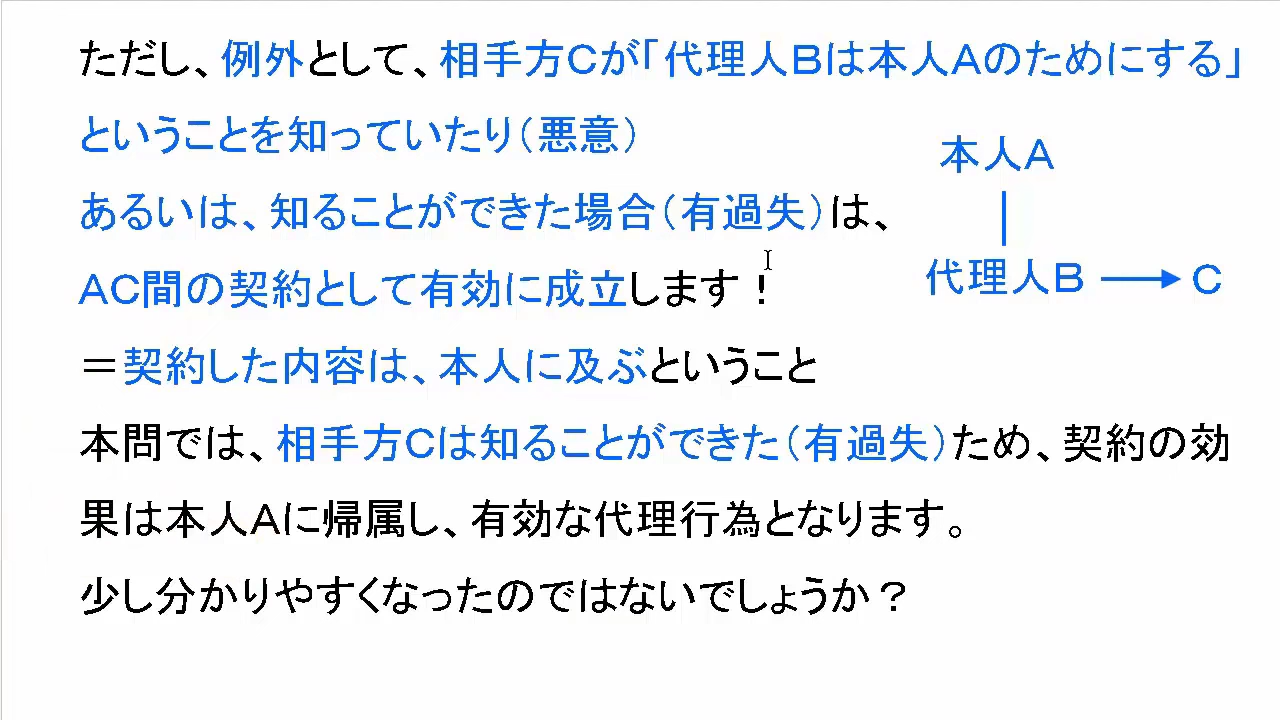 ただし、例外として、相手方Cが「代理人Bは本人Aのためにする」
ということを知っていたり（悪意）
本人A
あるいは、知ることができた場合（有過失）は、
代理人B → C
AC間の契約として有効に成立します！
＝契約した内容は、本人に及ぶということ
本問では、相手方Cは知ることができた（有過失）ため、契約の効
果は本人Aに帰属し、有効な代理行為となります。
少し分かりやすくなったのではないでしょうか？